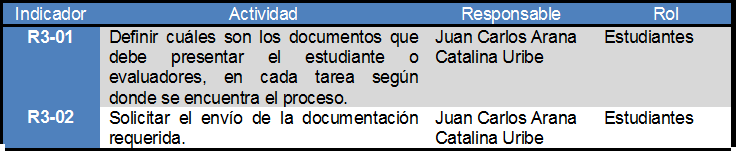 Indicador Actividad Responsable Rol
R3-01 Definir cuáles son los documentos que Juan Carlos Arana Estudiantes
debe presentar el estudiante o Catalina Uribe
evaluadores, en cada tarea según
donde se encuentra el proceso.
R3-02 Solicitar el envío de la documentación Juan Carlos Arana Estudiantes
requerida. Catalina Uribe